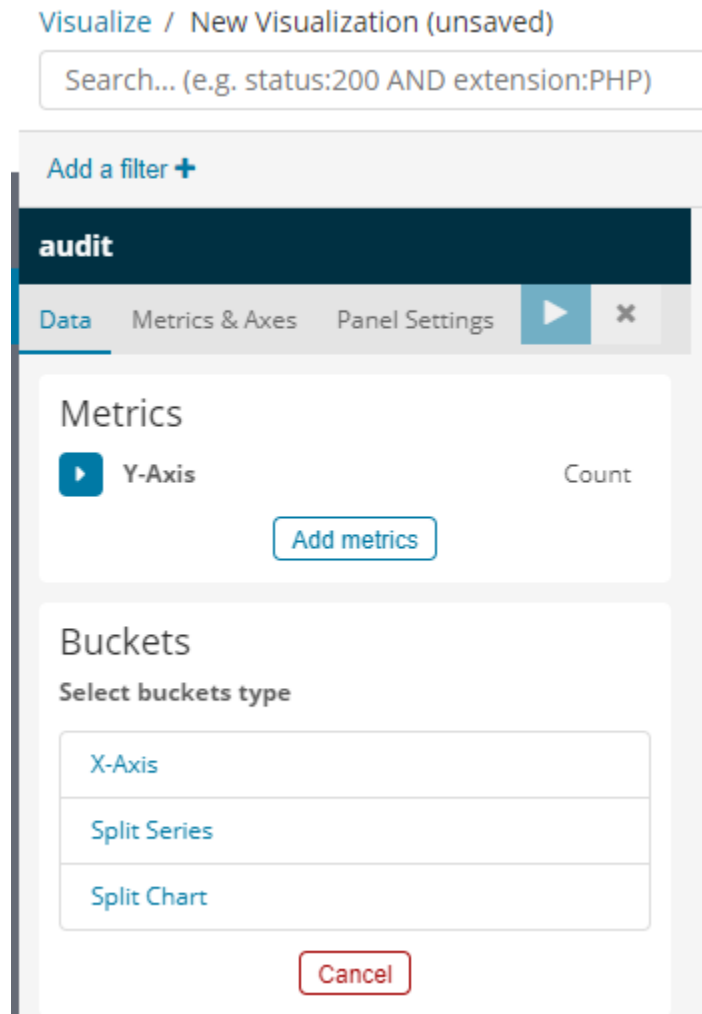 Visualize / New Visualization (unsaved)
Search... (e.g. status:200 AND extension:PHP)
Add a filter +
audit
Data Metrics & Axes Panel Settings
Metrics
Y-Axis Count
Add metrics
Buckets
Select buckets type
X-Axis
Split Series
Split Chart
Cancel